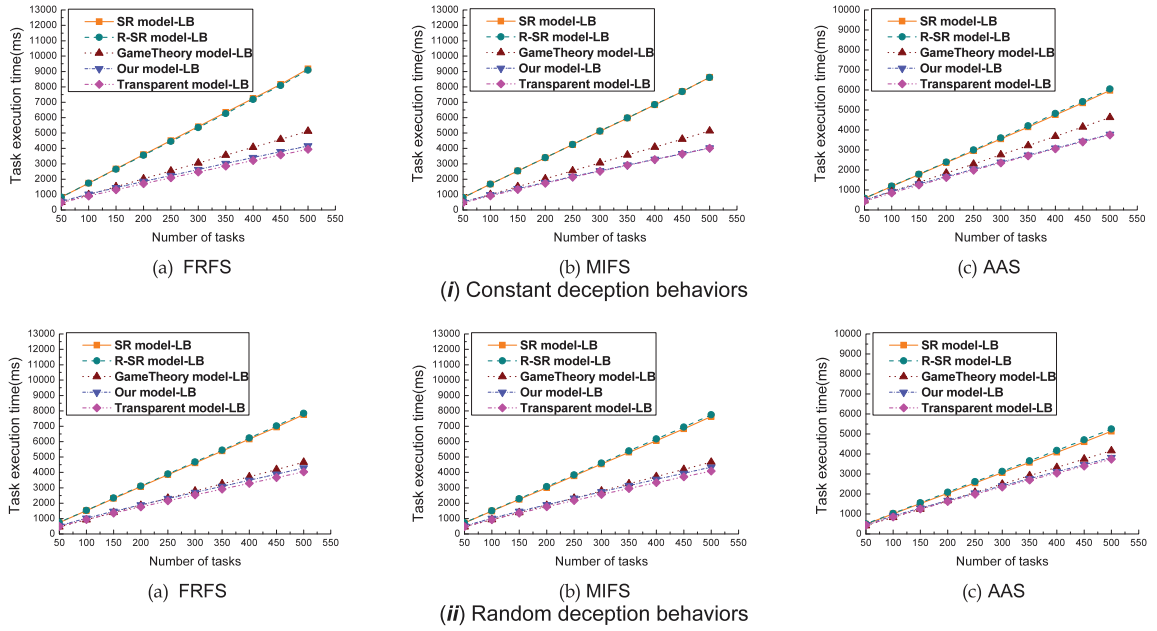 13000
12000
11000
10000
9000
8000
7000
6000
5000
4000
3000
2000
1000
0
Task execution time(ms)
SR model-LB
R-SR model-LB
GameTheory model-LB
Our model-LB
Transparent model-LB
50 100 150 200 250 300 350 400 450 500 550
Number of tasks
(a) FRFS
13000
12000
11000
10000
9000
8000
7000
6000
5000
4000
3000
2000
1000
0
Task execution time(ms)
SR model-LB
R-SR model-LB
GameTheory model-LB
Our model-LB
Transparent model-LB
50 100 150 200 250 300 350 400 450 500 550
Number of tasks
(b) MIFS
10000
9000
8000
7000
6000
5000
4000
3000
2000
1000
0
Task execution time(ms)
SR model-LB
R-SR model-LB
GameTheory model-LB
Our model-LB
Transparent model-LB
50 100 150 200 250 300 350 400 450 500 550
Number of tasks
(c) AAS
(i) Constant deception behaviors
13000
12000
11000
10000
9000
8000
7000
6000
5000
4000
3000
2000
1000
0
Task execution time(ms)
SR model-LB
R-SR model-LB
GameTheory model-LB
Our model-LB
Transparent model-LB
50 100 150 200 250 300 350 400 450 500 550
Number of tasks
(a) FRFS
13000
12000
11000
10000
9000
8000
7000
6000
5000
4000
3000
2000
1000
0
Task execution time(ms)
SR model-LB
R-SR model-LB
GameTheory model-LB
Our model-LB
Transparent model-LB
50 100 150 200 250 300 350 400 450 500 550
Number of tasks
(b) MIFS
10000
9000
8000
7000
6000
5000
4000
3000
2000
1000
0
Task execution time(ms)
SR model-LB
R-SR model-LB
GameTheory model-LB
Our model-LB
Transparent model-LB
50 100 150 200 250 300 350 400 450 500 550
Number of tasks
(c) AAS
(ii) Random deception behaviors